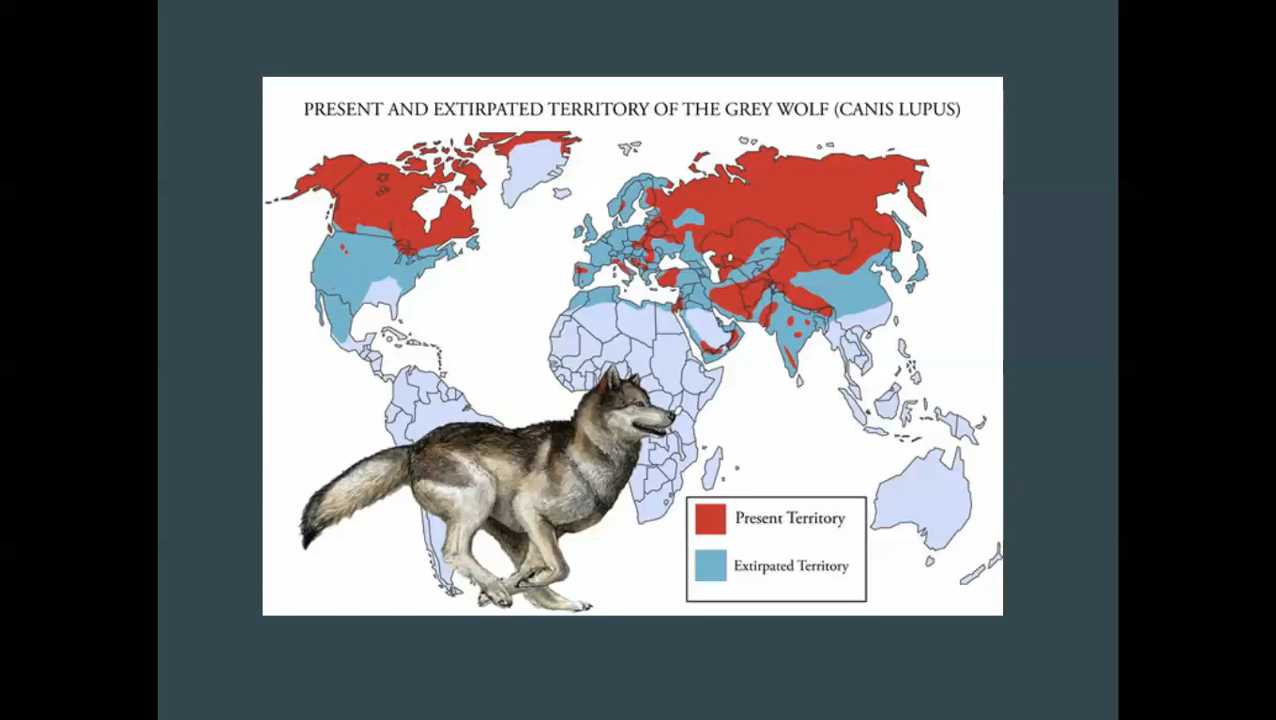 PRESENT AND EXTIRPATED TERRITORY OF THE GREY WOLF (CANIS LUPUS)
Present Territory
Extirpated Territory